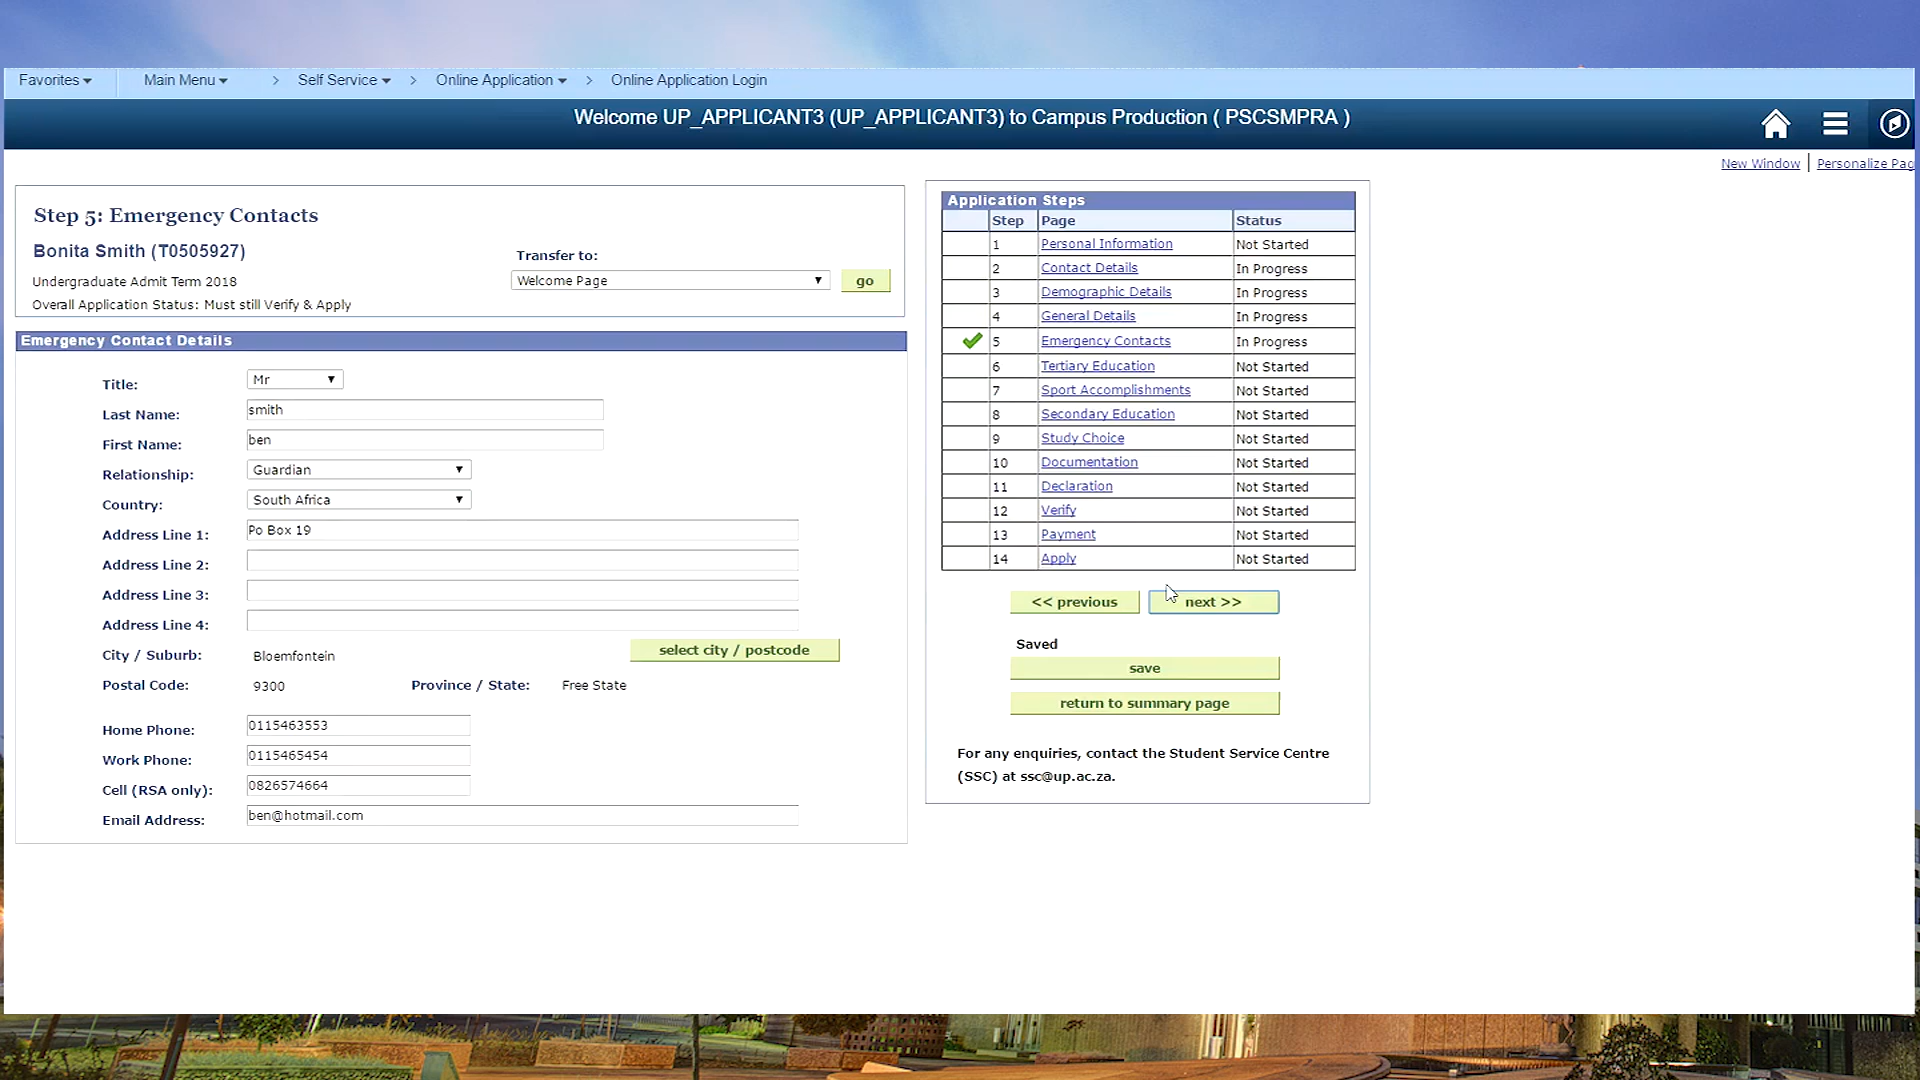 Favorites Main Menu > Self Service > Online Application > Online Application Login
Welcome UP_APPLICANT3 (UP_APPLICANT3) to Campus Production ( PSCSMPRA )
New Window | Personalize Pag
Step 5: Emergency Contacts
Bonita Smith (T0505927)
Undergraduate Admit Term 2018
Overall Application Status: Must still Verify & Apply
Transfer to:
Welcome Page
go
Emergency Contact Details
Title: Mr
Last Name: smith
First Name: ben
Relationship: Guardian
Country: South Africa
Address Line 1: Po Box 19
Address Line 2:
Address Line 3:
Address Line 4:
City / Suburb: Bloemfontein select city / postcode
Postal Code: 9300 Province / State: Free State
Home Phone: 0115463553
Work Phone: 0115465454
Cell (RSA only): 0826574664
Email Address: ben@hotmail.com
Application Steps
Step Page Status
1 Personal Information Not Started
2 Contact Details In Progress
3 Demographic Details In Progress
4 General Details In Progress
5 Emergency Contacts In Progress
6 Tertiary Education Not Started
7 Sport Accomplishments Not Started
8 Secondary Education Not Started
9 Study Choice Not Started
10 Documentation Not Started
11 Declaration Not Started
12 Verify Not Started
13 Payment Not Started
14 Apply Not Started
<< previous next >>
Saved
save
return to summary page
For any enquiries, contact the Student Service Centre
(SSC) at ssc@up.ac.za.